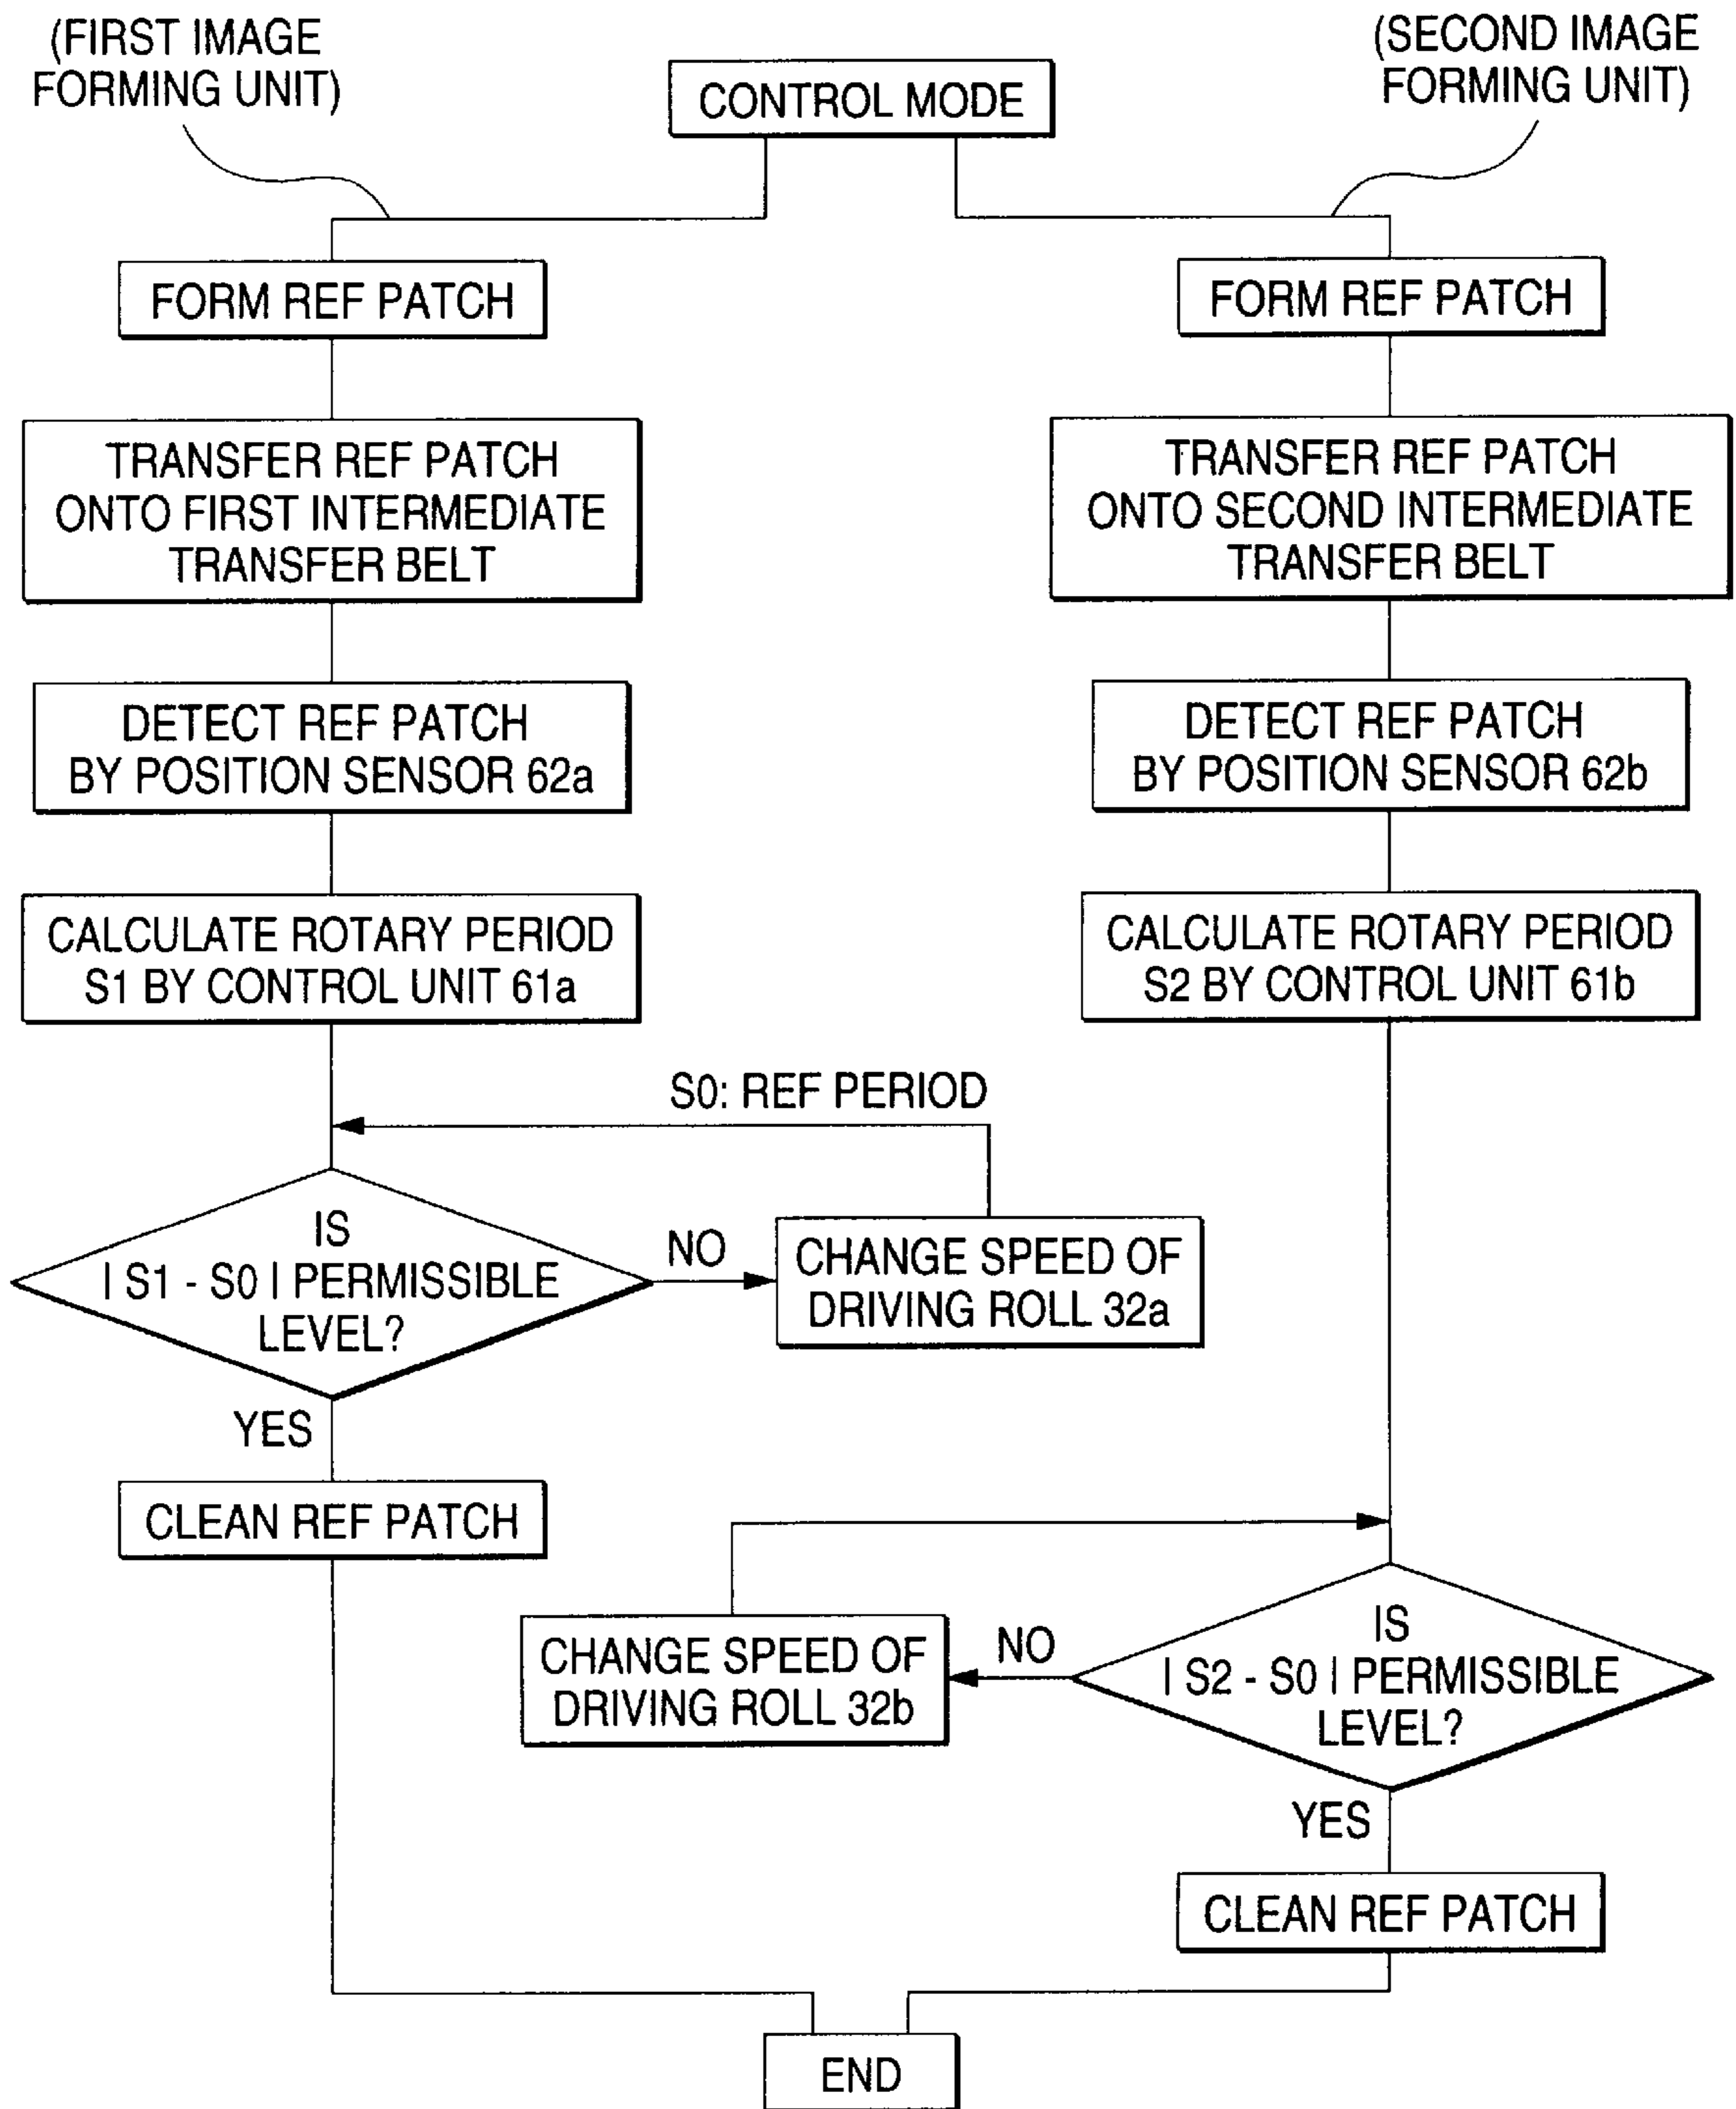 (FIRST IMAGE
FORMING UNIT)
CONTROL MODE
(SECOND IMAGE
FORMING UNIT)
FORM REF PATCH
TRANSFER REF PATCH
ONTO FIRST INTERMEDIATE
TRANSFER BELT
DETECT REF PATCH
BY POSITION SENSOR 62a
CALCULATE ROTARY PERIOD
S1 BY CONTROL UNIT 61a
S0: REF PERIOD
IS
| S1 - S0 | PERMISSIBLE
LEVEL?
NO
CHANGE SPEED OF
DRIVING ROLL 32a
YES
CLEAN REF PATCH
FORM REF PATCH
TRANSFER REF PATCH
ONTO SECOND INTERMEDIATE
TRANSFER BELT
DETECT REF PATCH
BY POSITION SENSOR 62b
CALCULATE ROTARY PERIOD
S2 BY CONTROL UNIT 61b
IS
| S2 - S0 | PERMISSIBLE
LEVEL?
NO
CHANGE SPEED OF
DRIVING ROLL 32b
YES
CLEAN REF PATCH
END